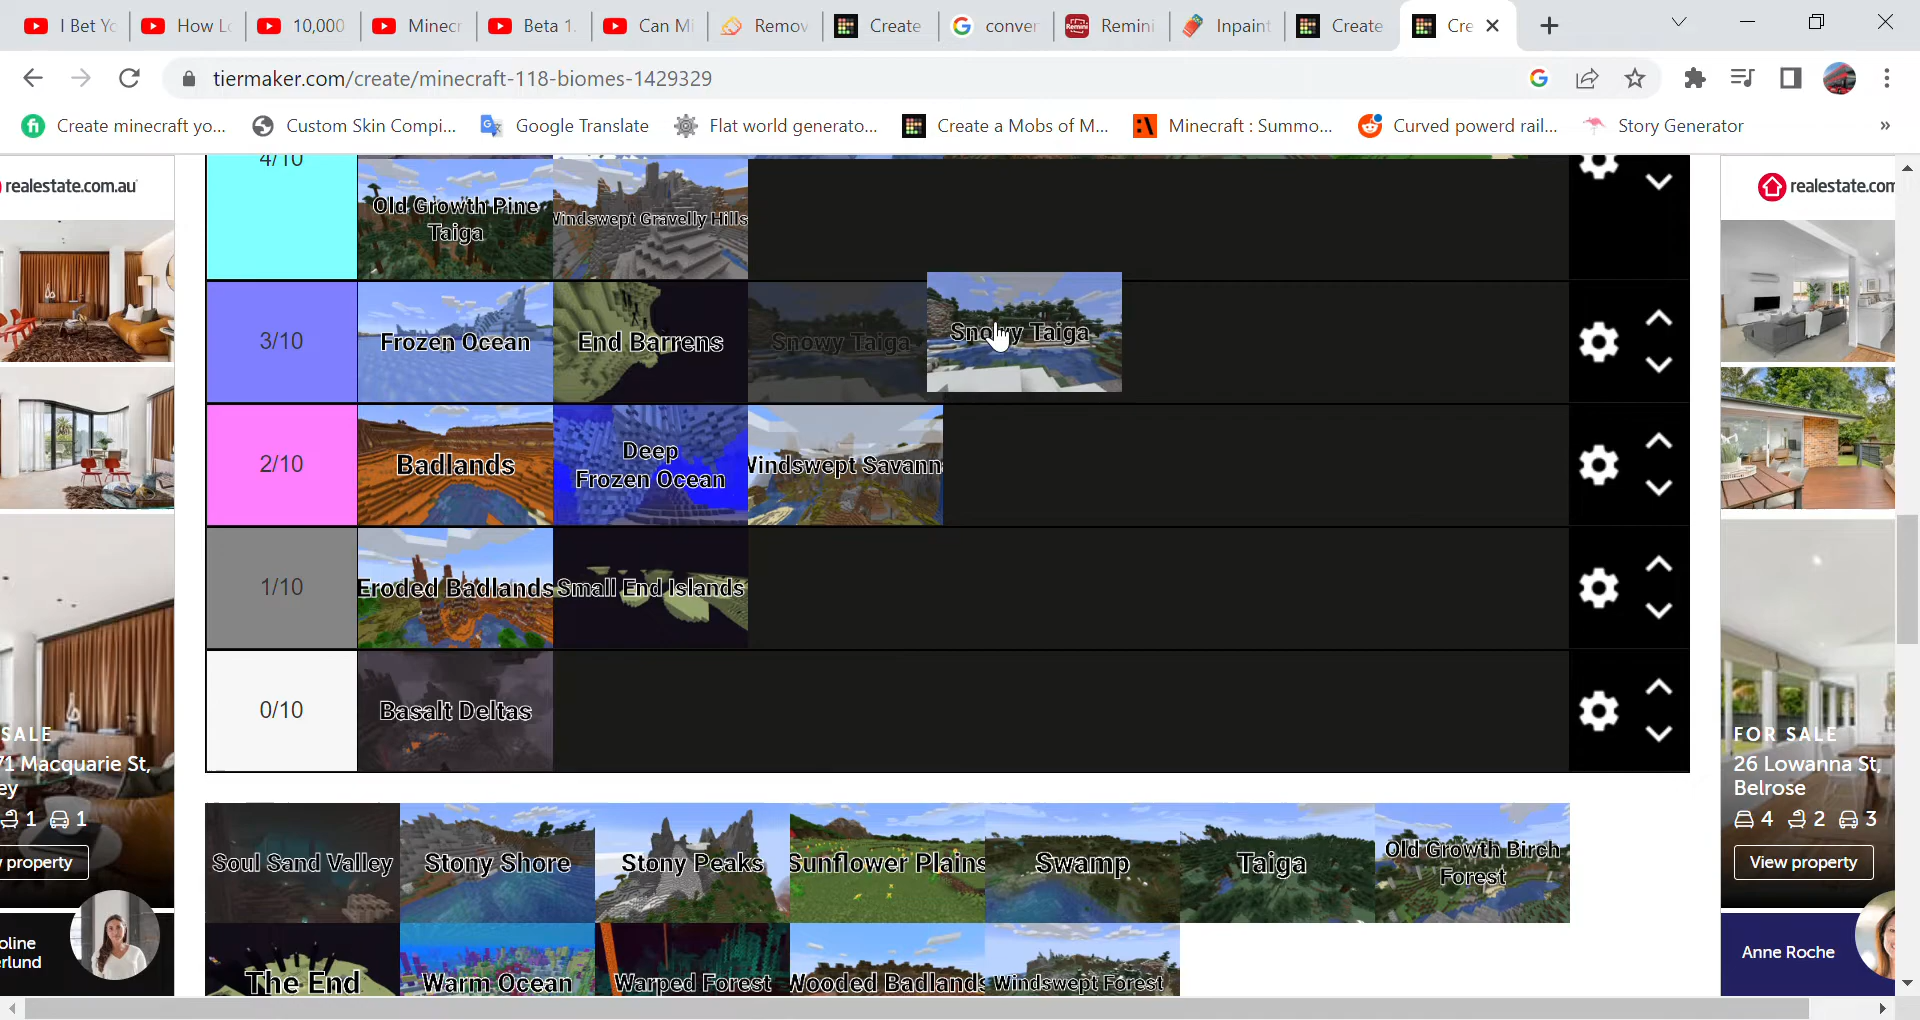 I Bet Yo
How L
10,000
Minecr
Beta 1.
Can Mi
Remov
Create
conver
Remini
Inpaint
Create
Cre
tiermaker.com/create/minecraft-118-biomes-1429329
Create minecraft yo...
Custom Skin Compi...
Google Translate
Flat world generato...
Create a Mobs of M...
Minecraft : Summo...
Curved powerd rail...
Story Generator
»
realestate.com.au
realestate.com
4/10
Old Growth Pine
Taiga
Windswept Gravelly Hills
3/10
Frozen Ocean
End Barrens
Snowy Taiga
Snowy Taiga
2/10
Badlands
Deep
Frozen Ocean
Windswept Savann
1/10
Eroded Badlands
Small End Islands
0/10
Basalt Deltas
SALE
71 Macquarie St,
ey
1 1
property
oline
erlund
FOR SALE
26 Lowanna St,
Belrose
4 2 3
View property
Anne Roche
Soul Sand Valley
Stony Shore
Stony Peaks
Sunflower Plains
Swamp
Taiga
Old Growth Birch
Forest
The End
Warm Ocean
Warped Forest
Wooded Badlands
Windswept Forest